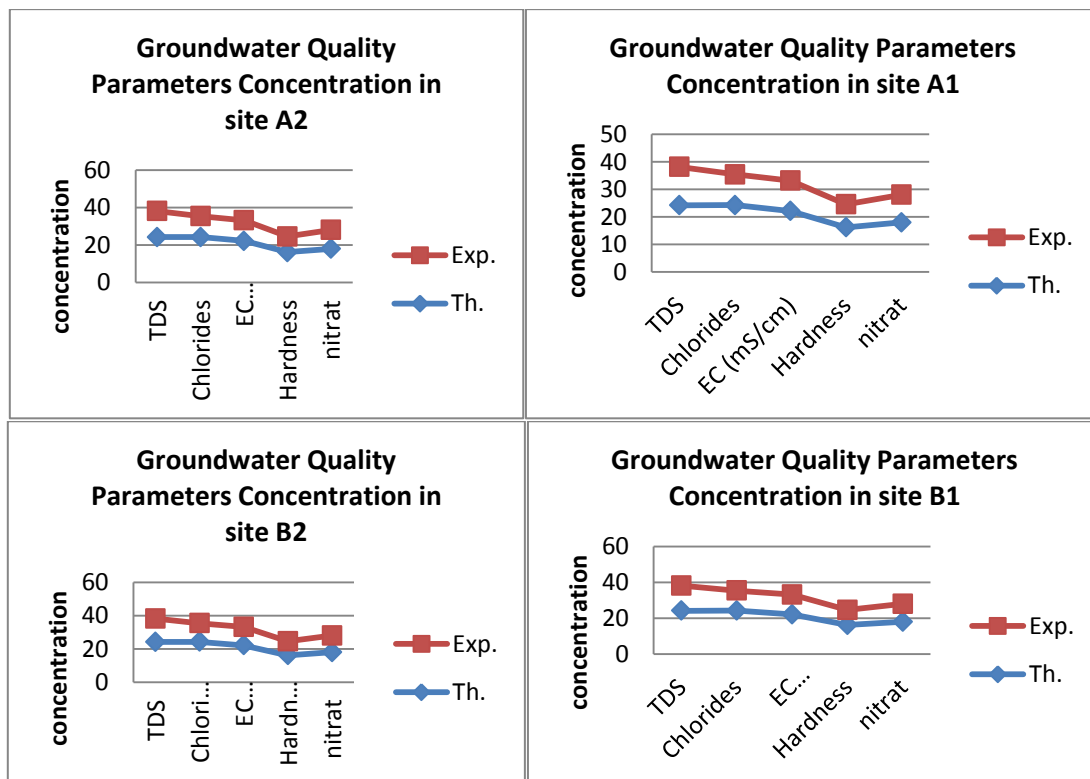 Groundwater Quality
Parameters Concentration in
site A2
concentration
60
40
20
0
TDS
Chlorides
EC...
Hardness
nitrat
Exp.
Th.
Groundwater Quality Parameters
Concentration in site A1
concentration
50
40
30
20
10
0
TDS
Chlorides
EC (mS/cm)
Hardness
nitrat
Exp.
Th.
Groundwater Quality
Parameters Concentration in
site B2
concentration
60
40
20
0
TDS
Chlori...
EC...
Hardn...
nitrat
Exp.
Th.
Groundwater Quality Parameters
Concentration in site B1
concentration
60
40
20
0
TDS
Chlorides
EC...
Hardness
nitrat
Exp.
Th.